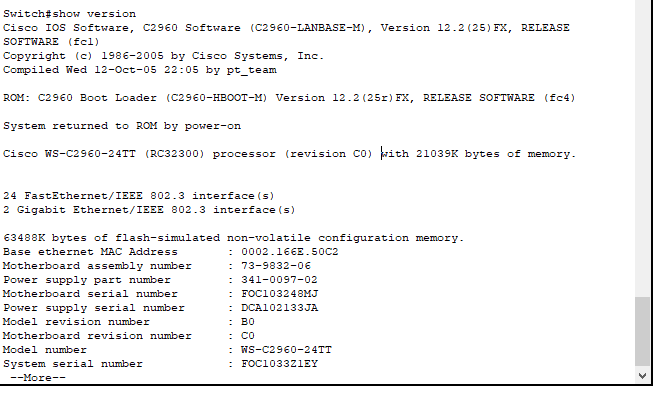 Switch#show version
Cisco IOS Software, C2960 Software (C2960-LANBASE-M), Version 12.2(25)FX, RELEASE
SOFTWARE (fc1)
Copyright (c) 1986-2005 by Cisco Systems, Inc.
Compiled Wed 12-Oct-05 22:05 by pt_team
ROM: C2960 Boot Loader (C2960-HBOOT-M) Version 12.2(25r)FX, RELEASE SOFTWARE (fc4)
System returned to ROM by power-on
Cisco WS-C2960-24TT (RC32300) processor (revision C0) with 21039K bytes of memory.
24 FastEthernet/IEEE 802.3 interface(s)
2 Gigabit Ethernet/IEEE 802.3 interface(s)
63488K bytes of flash-simulated non-volatile configuration memory.
Base ethernet MAC Address : 0002.166E.50C2
Motherboard assembly number : 73-9832-06
Power supply part number : 341-0097-02
Motherboard serial number : FOC103248MJ
Power supply serial number : DCA102133JA
Model revision number : B0
Motherboard revision number : C0
Model number : WS-C2960-24TT
System serial number : FOC1033Z1EY
--More--